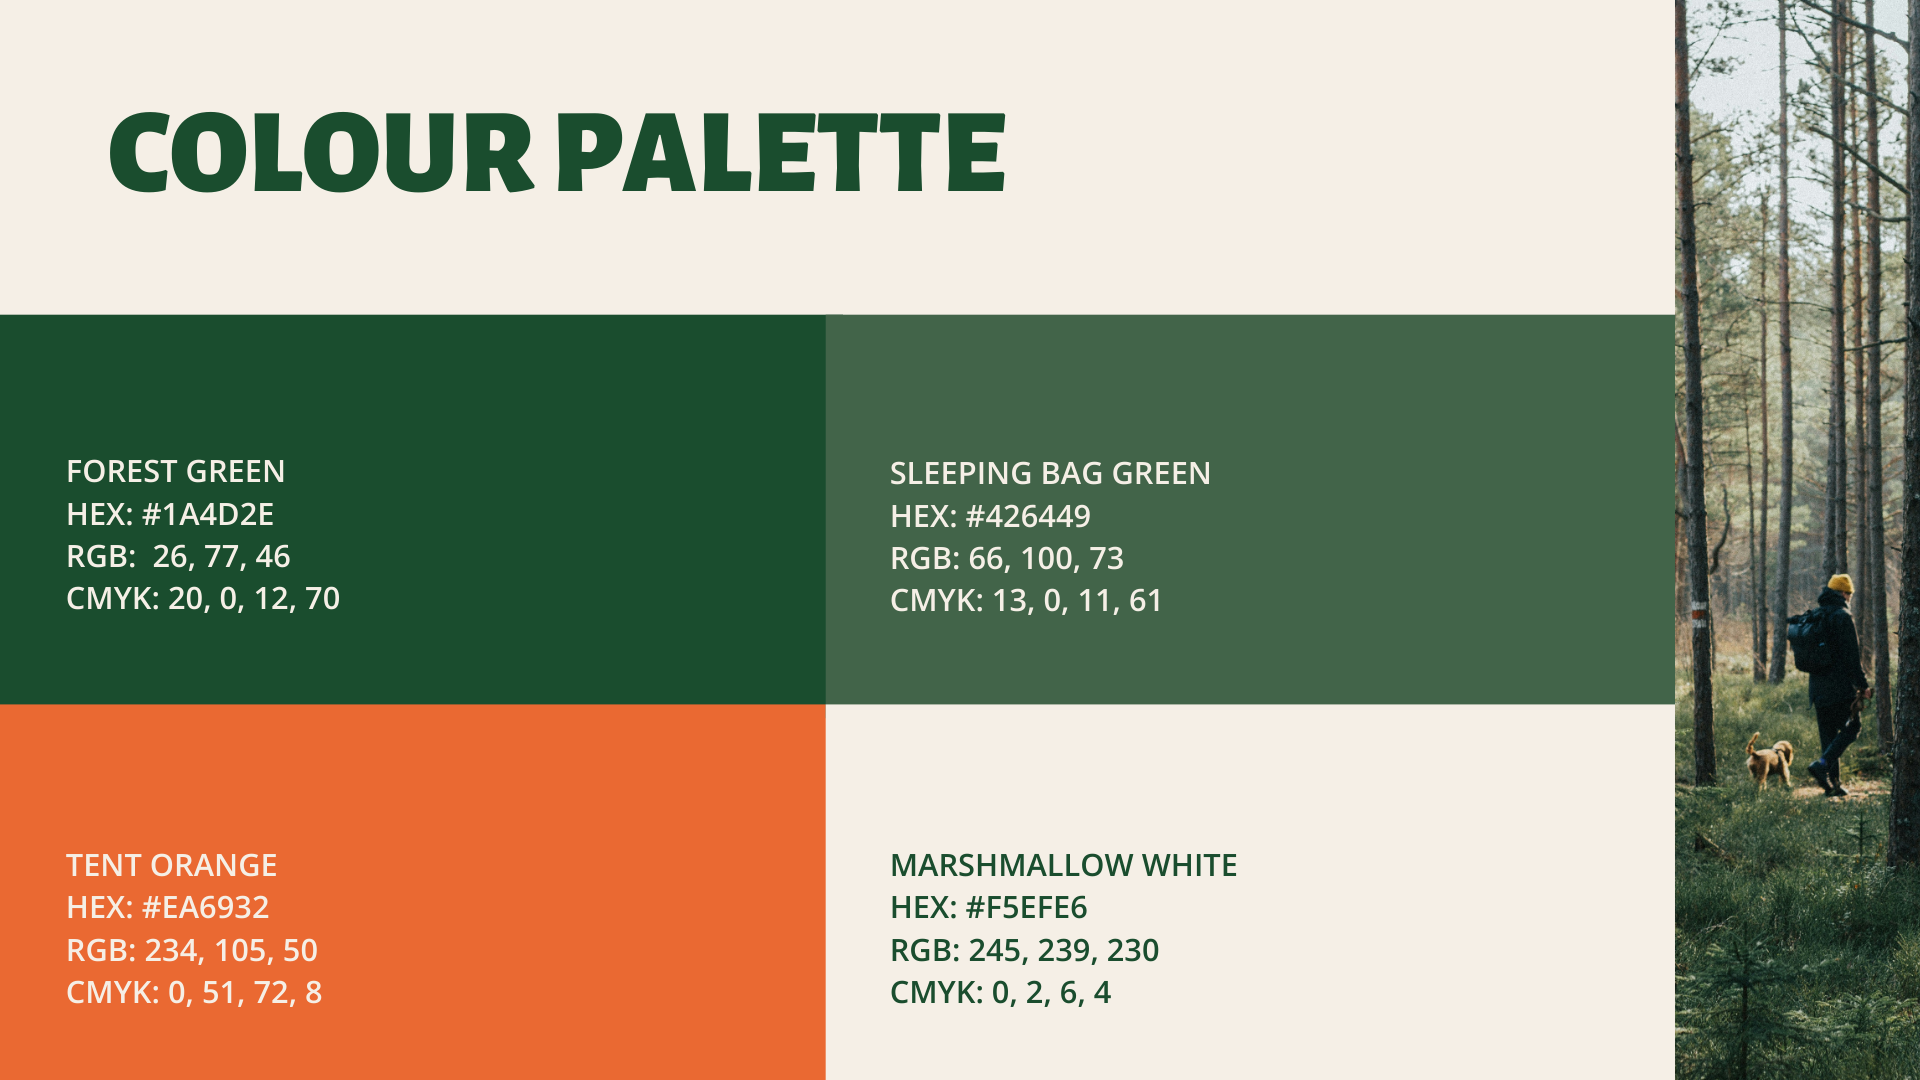 COLOUR PALETTE
FOREST GREEN
HEX: #1A4D2E
RGB:  26, 77, 46
CMYK: 20, 0, 12, 70
SLEEPING BAG GREEN
HEX: #426449
RGB: 66, 100, 73
CMYK: 13, 0, 11, 61
TENT ORANGE
HEX: #EA6932
RGB: 234, 105, 50
CMYK: 0, 51, 72, 8
MARSHMALLOW WHITE
HEX: #F5EFE6
RGB: 245, 239, 230
CMYK: 0, 2, 6, 4